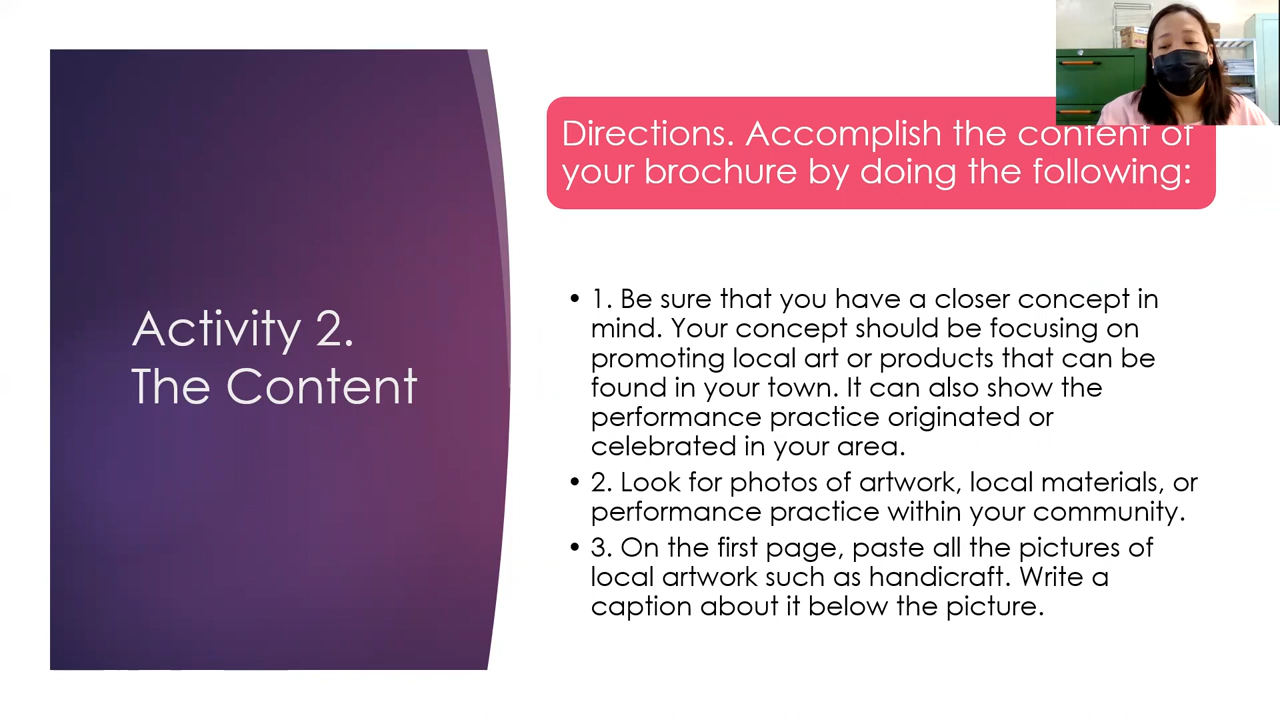 Activity 2.
The Content
Directions. Accomplish the content of
your brochure by doing the following:
• 1. Be sure that you have a closer concept in
mind. Your concept should be focusing on
promoting local art or products that can be
found in your town. It can also show the
performance practice originated or
celebrated in your area.
• 2. Look for photos of artwork, local materials, or
performance practice within your community.
• 3. On the first page, paste all the pictures of
local artwork such as handicraft. Write a
caption about it below the picture.